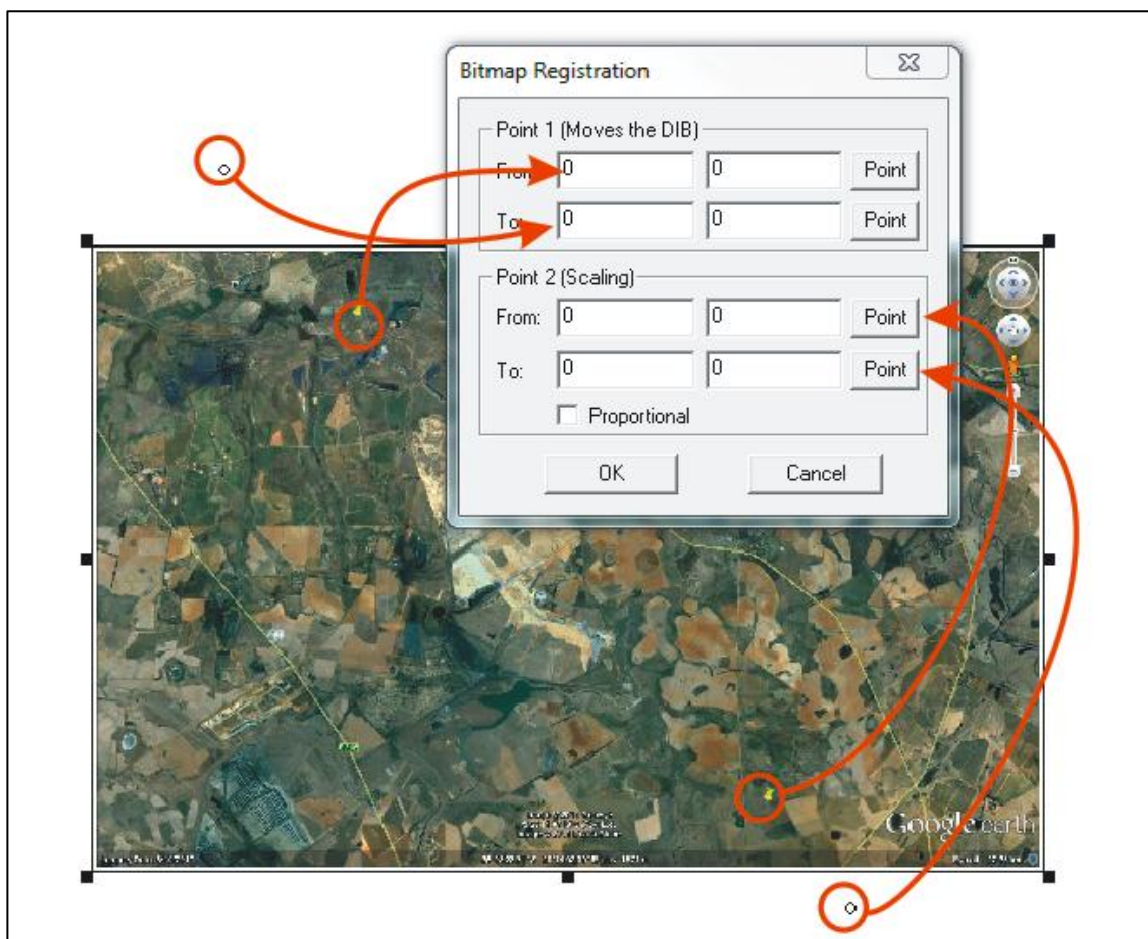 Bitmap Registration
Point 1 (Moves the DIB)
From: 0 0 Point
To: 0 0 Point
Point 2 (Scaling)
From: 0 0 Point
To: 0 0 Point
Proportional
OK Cancel
Google earth